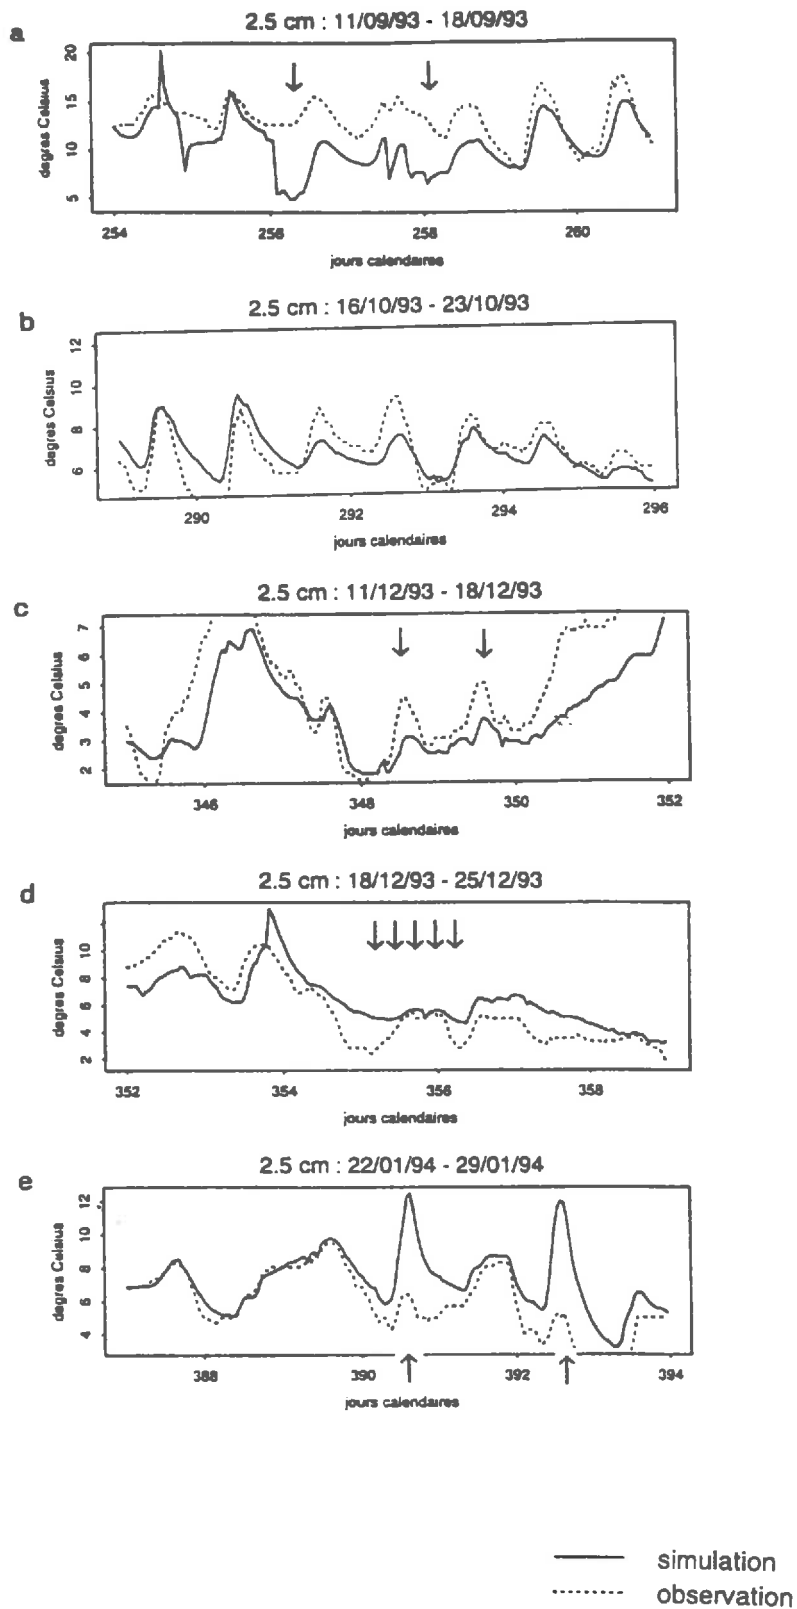 a
2.5 cm : 11/09/93 - 18/09/93
degres Celsius
20
15
10
5
254 256 258 260
jours calendaires
b
2.5 cm : 16/10/93 - 23/10/93
degres Celsius
12
10
8
6
290 292 294 296
jours calendaires
c
2.5 cm : 11/12/93 - 18/12/93
degres Celsius
7
6
5
4
3
2
346 348 350 352
jours calendaires
d
2.5 cm : 18/12/93 - 25/12/93
degres Celsius
10
8
6
4
2
352 354 356 358
jours calendaires
e
2.5 cm : 22/01/94 - 29/01/94
degres Celsius
12
10
8
6
4
388 390 392 394
jours calendaires
simulation
observation